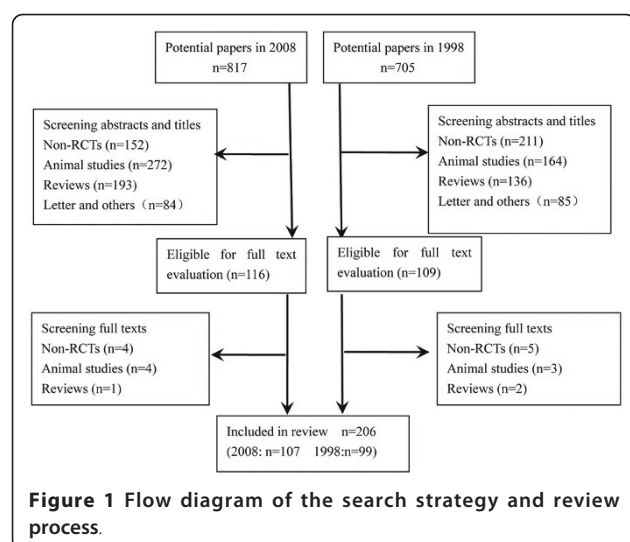 Potential papers in 2008
n=817
Potential papers in 1998
n=705
Screening abstracts and titles
Non-RCTs (n=152)
Animal studies (n=272)
Reviews (n=193)
Letter and others（n=84）
Screening abstracts and titles
Non-RCTs (n=211)
Animal studies (n=164)
Reviews (n=136)
Letter and others（n=85）
Eligible for full text
evaluation (n=116)
Eligible for full text
evaluation (n=109)
Screening full texts
Non-RCTs (n=4)
Animal studies (n=4)
Reviews (n=1)
Screening full texts
Non-RCTs (n=5)
Animal studies (n=3)
Reviews (n=2)
Included in review n=206
(2008: n=107 1998:n=99)
Figure 1 Flow diagram of the search strategy and review
process.